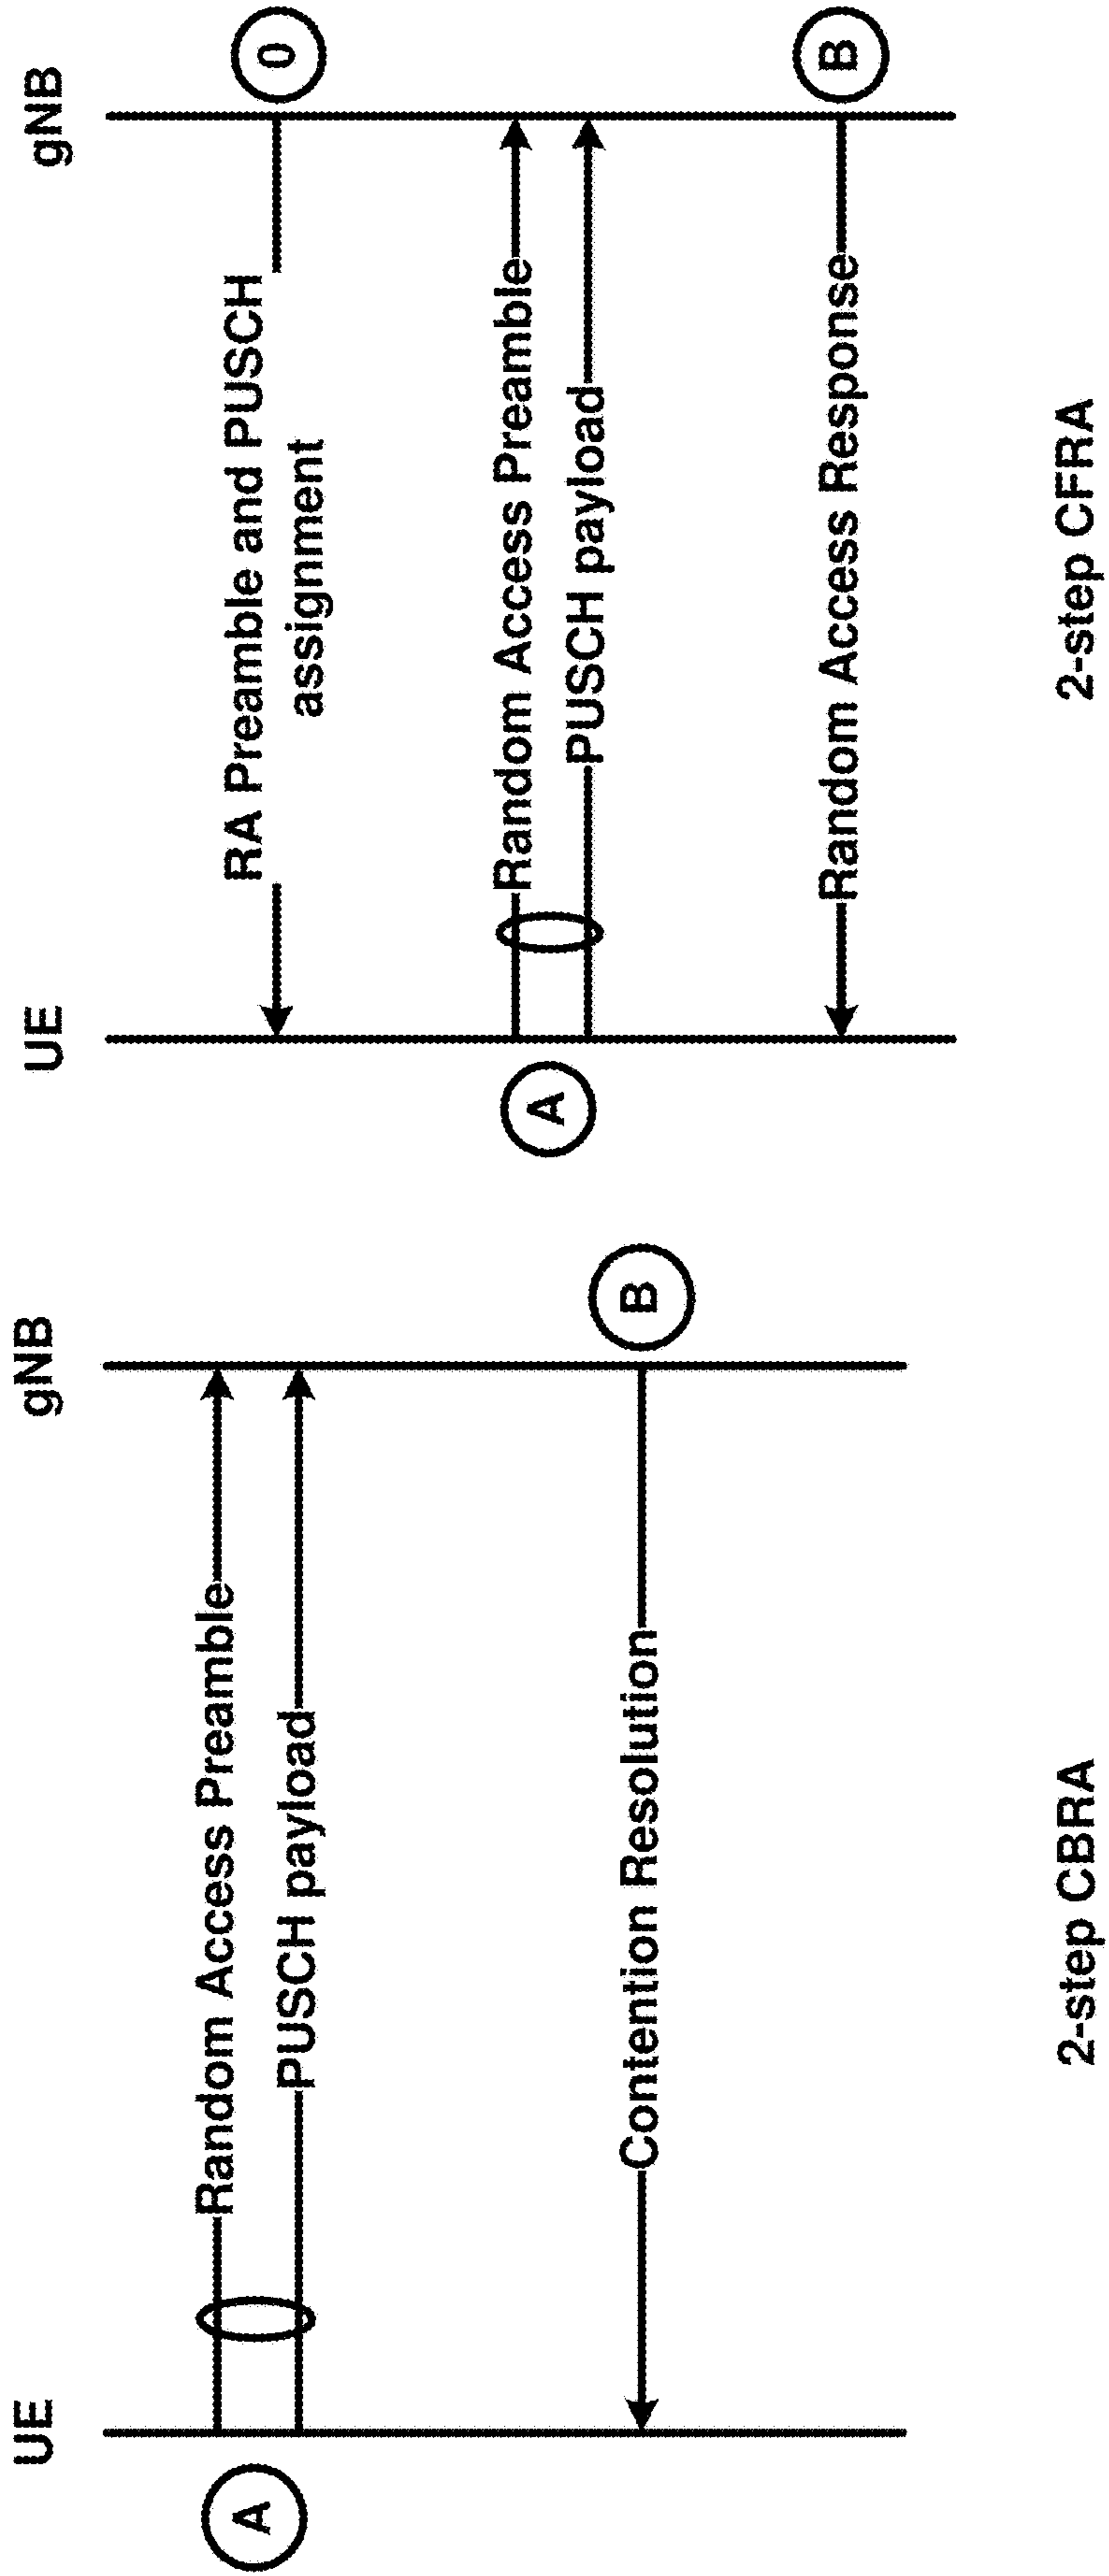 UE
gNB
A
Random Access Preamble
PUSCH payload
B
Contention Resolution
2-step CBRA
UE
gNB
0
RA Preamble and PUSCH
assignment
A
Random Access Preamble
PUSCH payload
B
Random Access Response
2-step CFRA